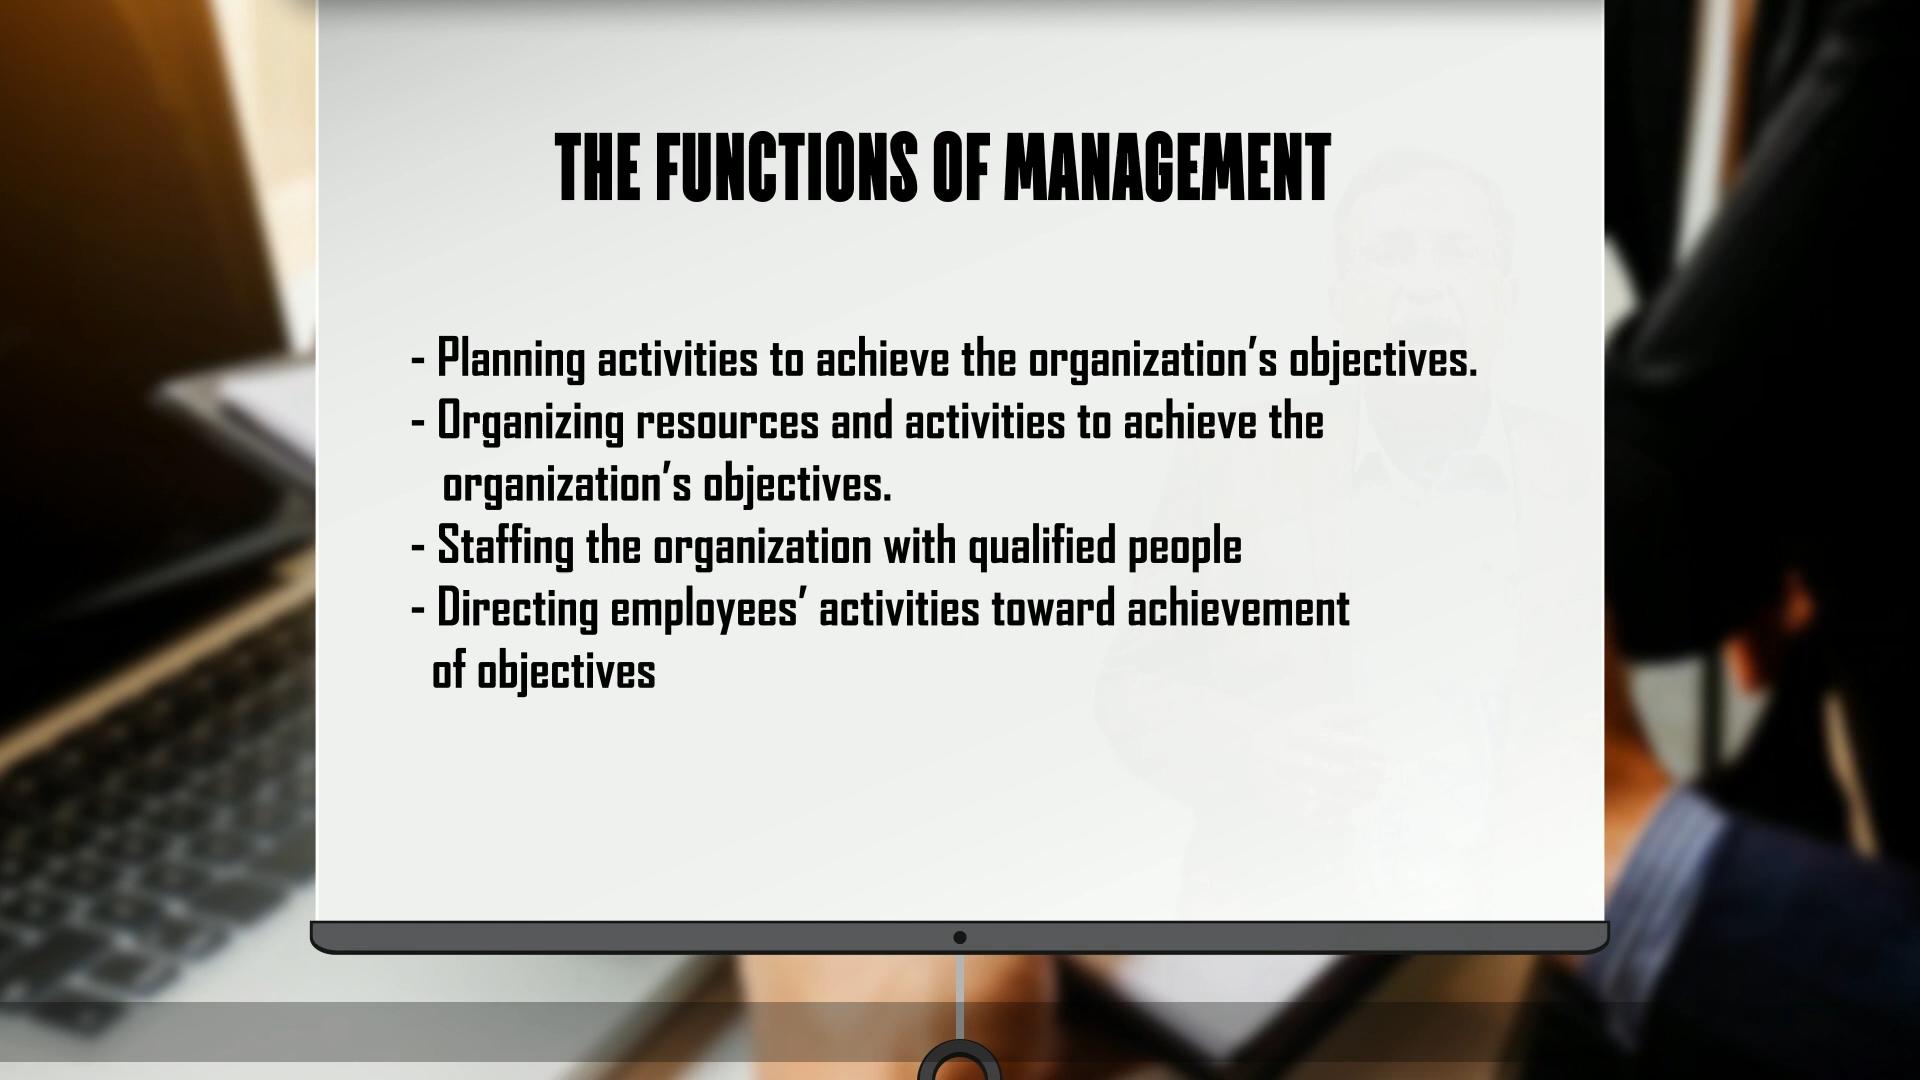 THE FUNCTIONS OF MANAGEMENT
- Planning activities to achieve the organization’s objectives.
- Organizing resources and activities to achieve the
organization’s objectives.
- Staffing the organization with qualified people
- Directing employees’ activities toward achievement
of objectives